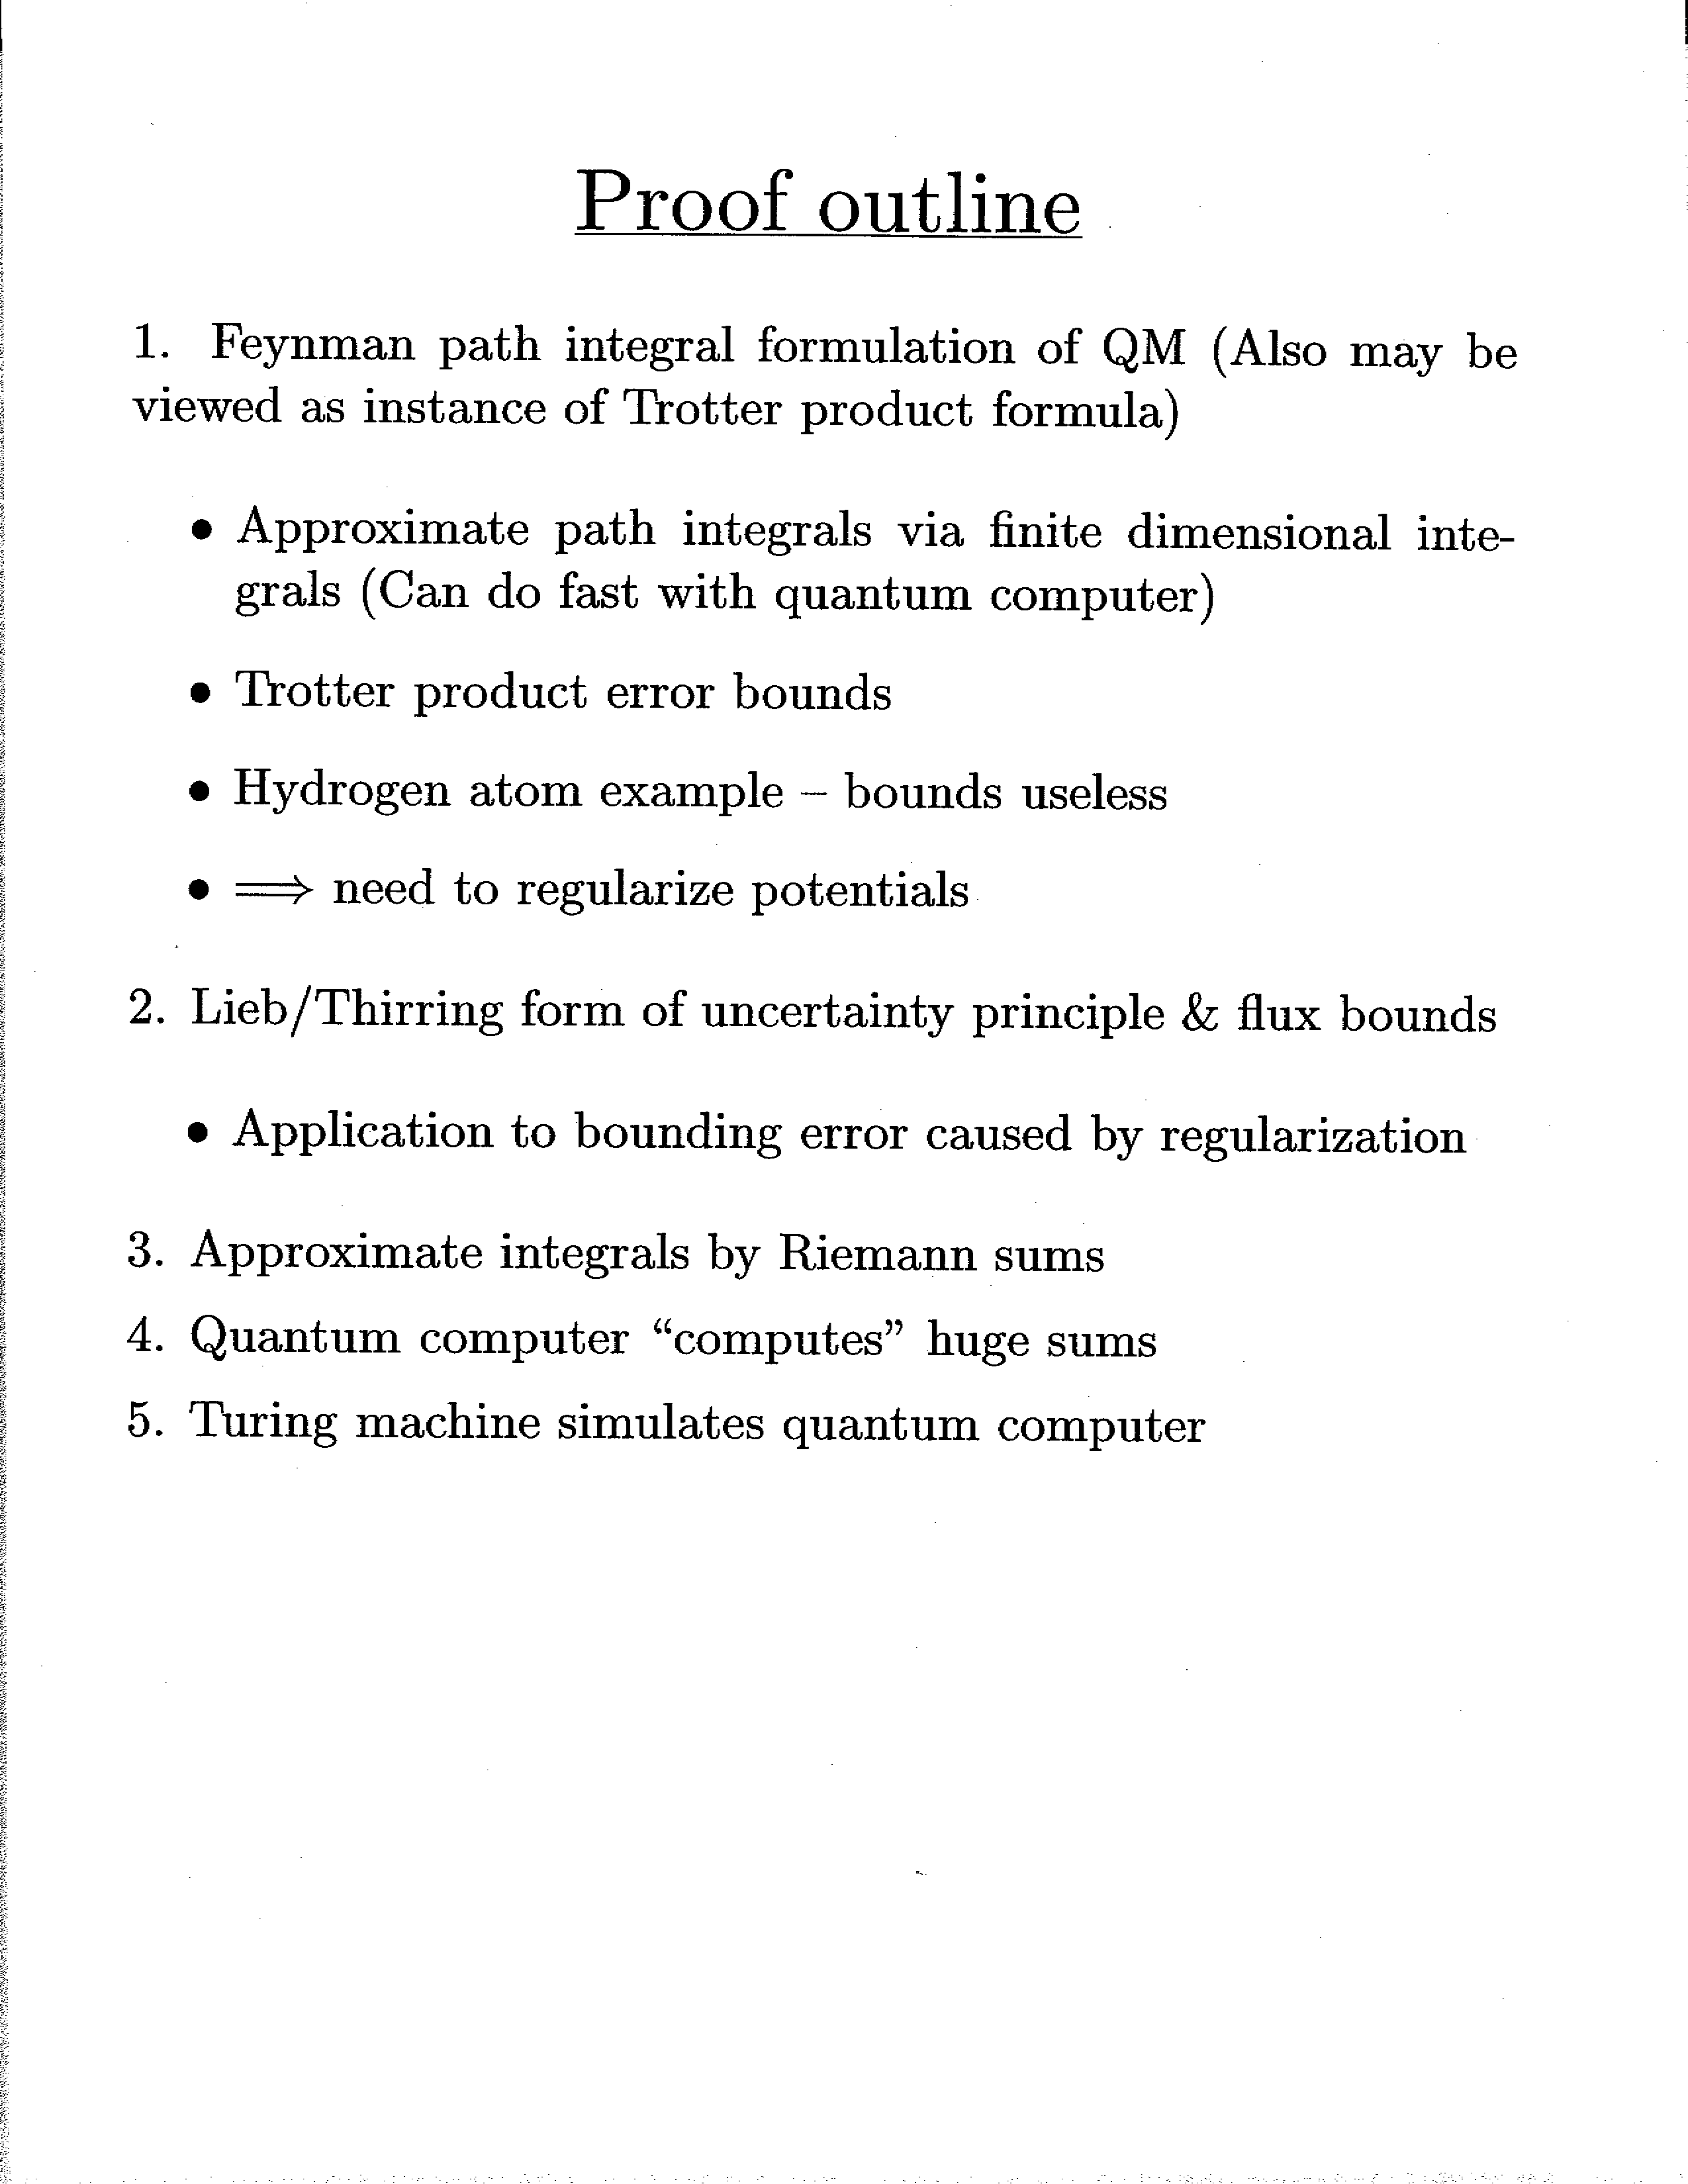 Proof outline
1. Feynman path integral formulation of QM (Also may be
viewed as instance of Trotter product formula)
• Approximate path integrals via finite dimensional inte-
grals (Can do fast with quantum computer)
• Trotter product error bounds
• Hydrogen atom example – bounds useless
• ⟹ need to regularize potentials
2. Lieb/Thirring form of uncertainty principle & flux bounds
• Application to bounding error caused by regularization
3. Approximate integrals by Riemann sums
4. Quantum computer “computes” huge sums
5. Turing machine simulates quantum computer